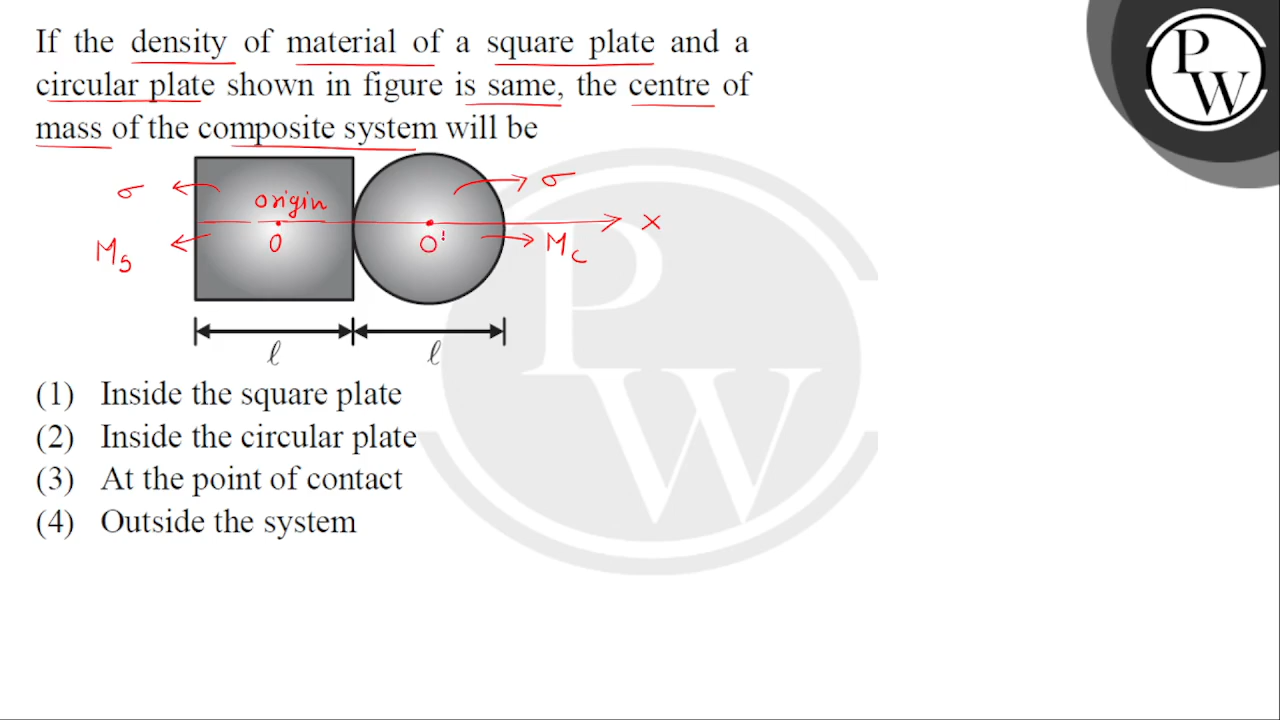 If the density of material of a square plate and a
circular plate shown in figure is same, the centre of
mass of the composite system will be
σ
origin
σ
x
O
O'
M_S
M_C
ℓ
ℓ
(1) Inside the square plate
(2) Inside the circular plate
(3) At the point of contact
(4) Outside the system
P
W
P
W